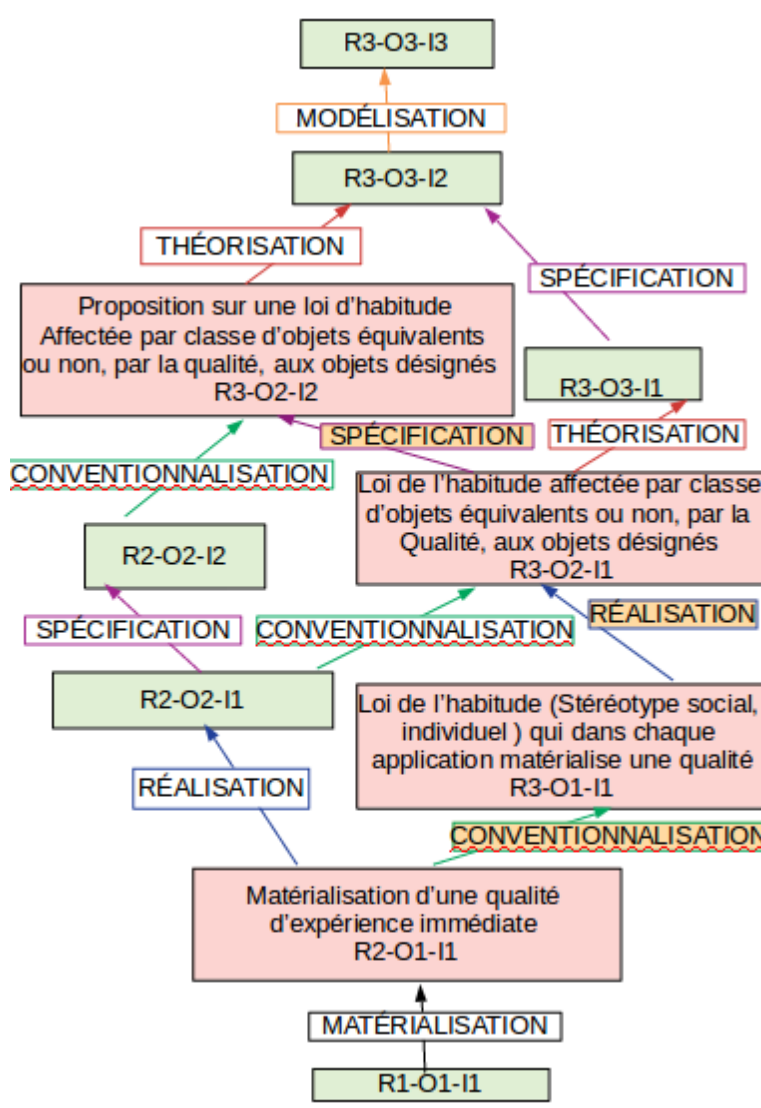 R3-O3-I3
MODÉLISATION
R3-O3-I2
THÉORISATION
SPÉCIFICATION
Proposition sur une loi d'habitude
Affectée par classe d'objets équivalents
ou non, par la qualité, aux objets désignés
R3-O2-I2
R3-O3-I1
SPÉCIFICATION
THÉORISATION
CONVENTIONNALISATION
Loi de l'habitude affectée par classe
d'objets équivalents ou non, par la
Qualité, aux objets désignés
R3-O2-I1
R2-O2-I2
RÉALISATION
SPÉCIFICATION
CONVENTIONNALISATION
R2-O2-I1
Loi de l'habitude (Stéréotype social,
individuel ) qui dans chaque
application matérialise une qualité
R3-O1-I1
RÉALISATION
CONVENTIONNALISATION
Matérialisation d'une qualité
d'expérience immédiate
R2-O1-I1
MATÉRIALISATION
R1-O1-I1